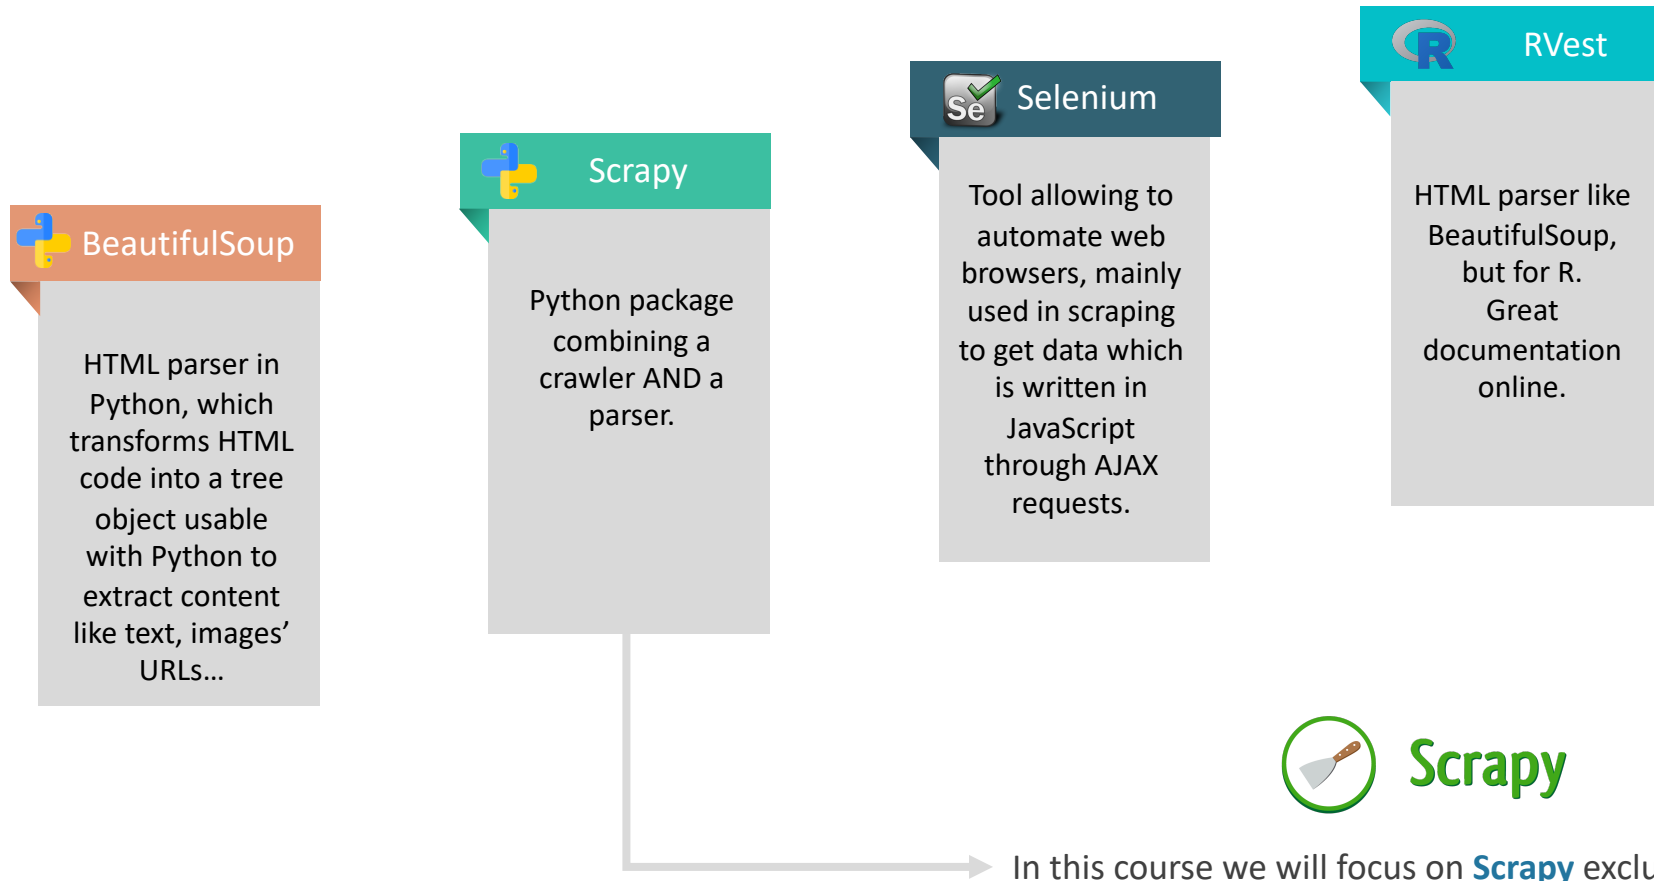 BeautifulSoup
HTML parser in
Python, which
transforms HTML
code into a tree
object usable
with Python to
extract content
like text, images’
URLs…
Scrapy
Python package
combining a
crawler AND a
parser.
Se
Selenium
Tool allowing to
automate web
browsers, mainly
used in scraping
to get data which
is written in
JavaScript
through AJAX
requests.
R
RVest
HTML parser like
BeautifulSoup,
but for R.
Great
documentation
online.
Scrapy
In this course we will focus on Scrapy exclu